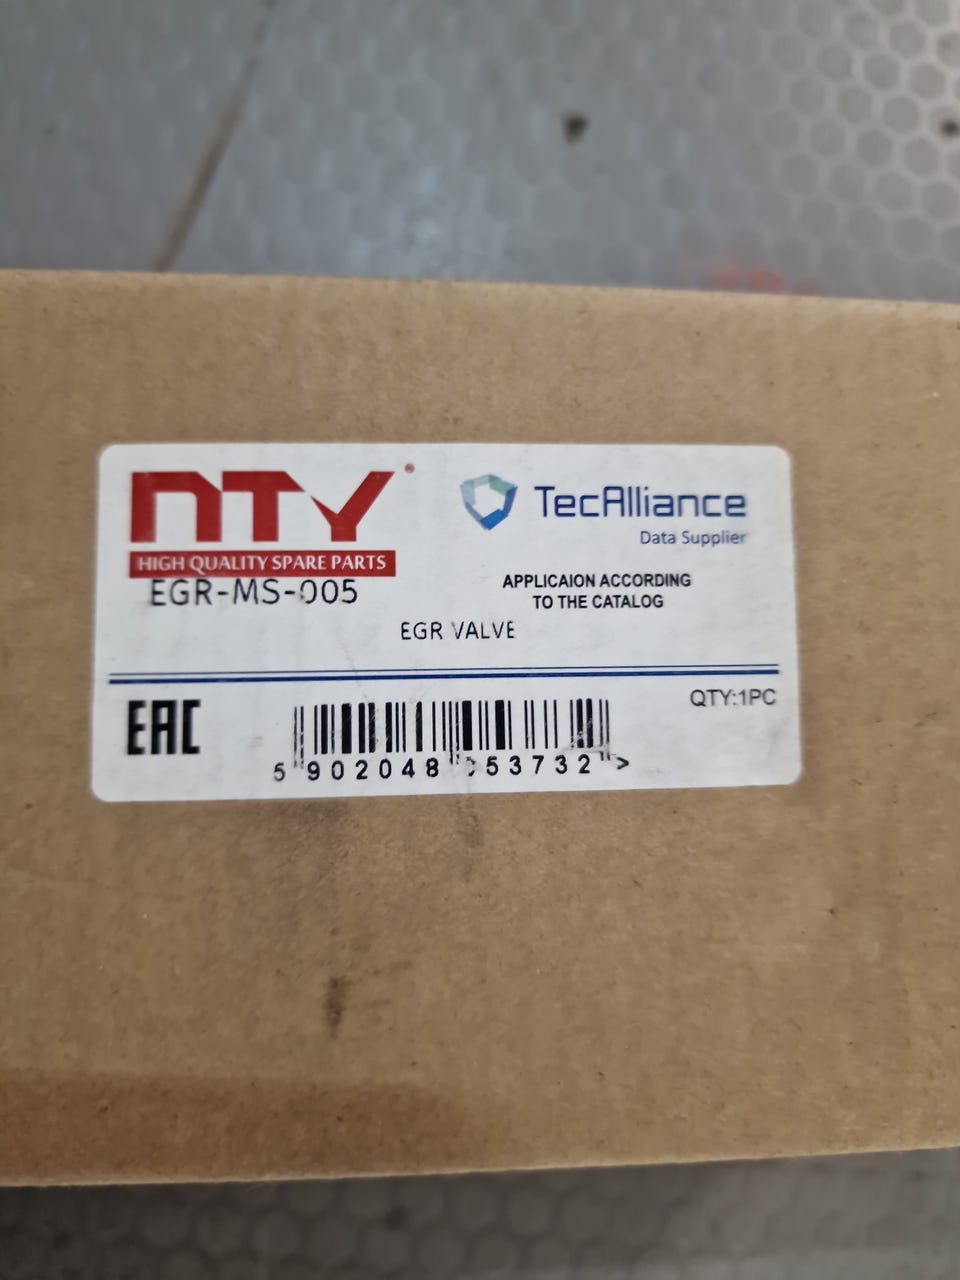 NTY®
HIGH QUALITY SPARE PARTS
EGR-MS-005
TecAlliance
Data Supplier
APPLICAION ACCORDING
TO THE CATALOG
EGR VALVE
QTY:1PC
EAC
5 902048 053732 >